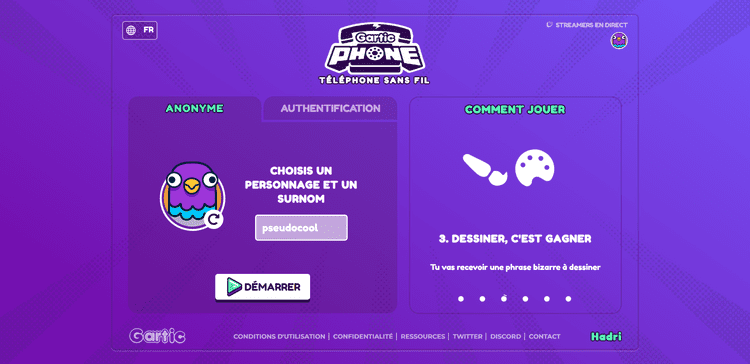 FR
Gartic
PHONE
TÉLÉPHONE SANS FIL
STREAMERS EN DIRECT
ANONYME
AUTHENTIFICATION
CHOISIS UN
PERSONNAGE ET UN
SURNOM
pseudocool
DÉMARRER
COMMENT JOUER
3. DESSINER, C'EST GAGNER
Tu vas recevoir une phrase bizarre à dessiner
Gartic
CONDITIONS D'UTILISATION | CONFIDENTIALITÉ | RESSOURCES | TWITTER | DISCORD | CONTACT
Hadri